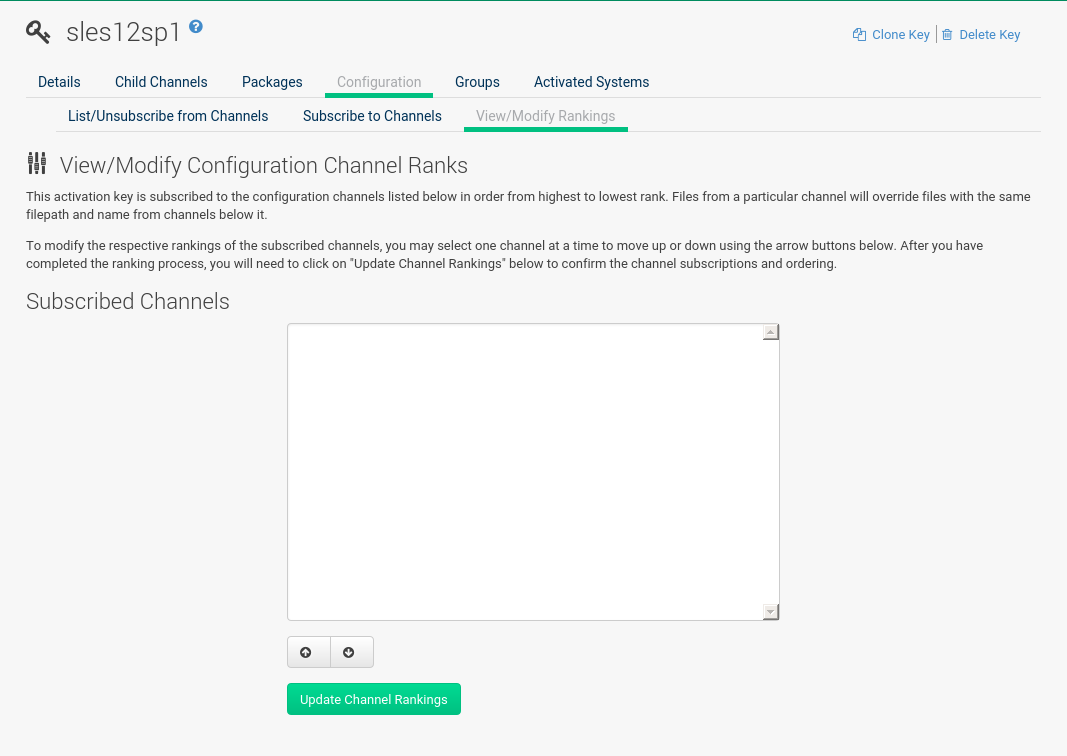 sles12sp1
Clone Key
Delete Key
Details
Child Channels
Packages
Configuration
Groups
Activated Systems
List/Unsubscribe from Channels
Subscribe to Channels
View/Modify Rankings
View/Modify Configuration Channel Ranks
This activation key is subscribed to the configuration channels listed below in order from highest to lowest rank. Files from a particular channel will override files with the same
filepath and name from channels below it.
To modify the respective rankings of the subscribed channels, you may select one channel at a time to move up or down using the arrow buttons below. After you have
completed the ranking process, you will need to click on "Update Channel Rankings" below to confirm the channel subscriptions and ordering.
Subscribed Channels
Update Channel Rankings